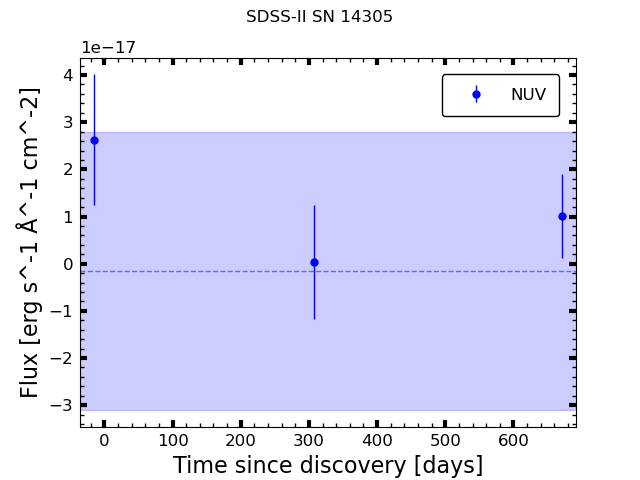 SDSS-II SN 14305
1e−17
NUV
4
3
2
1
0
−1
−2
−3
Flux [erg s^-1 Å^-1 cm^-2]
0 100 200 300 400 500 600
Time since discovery [days]